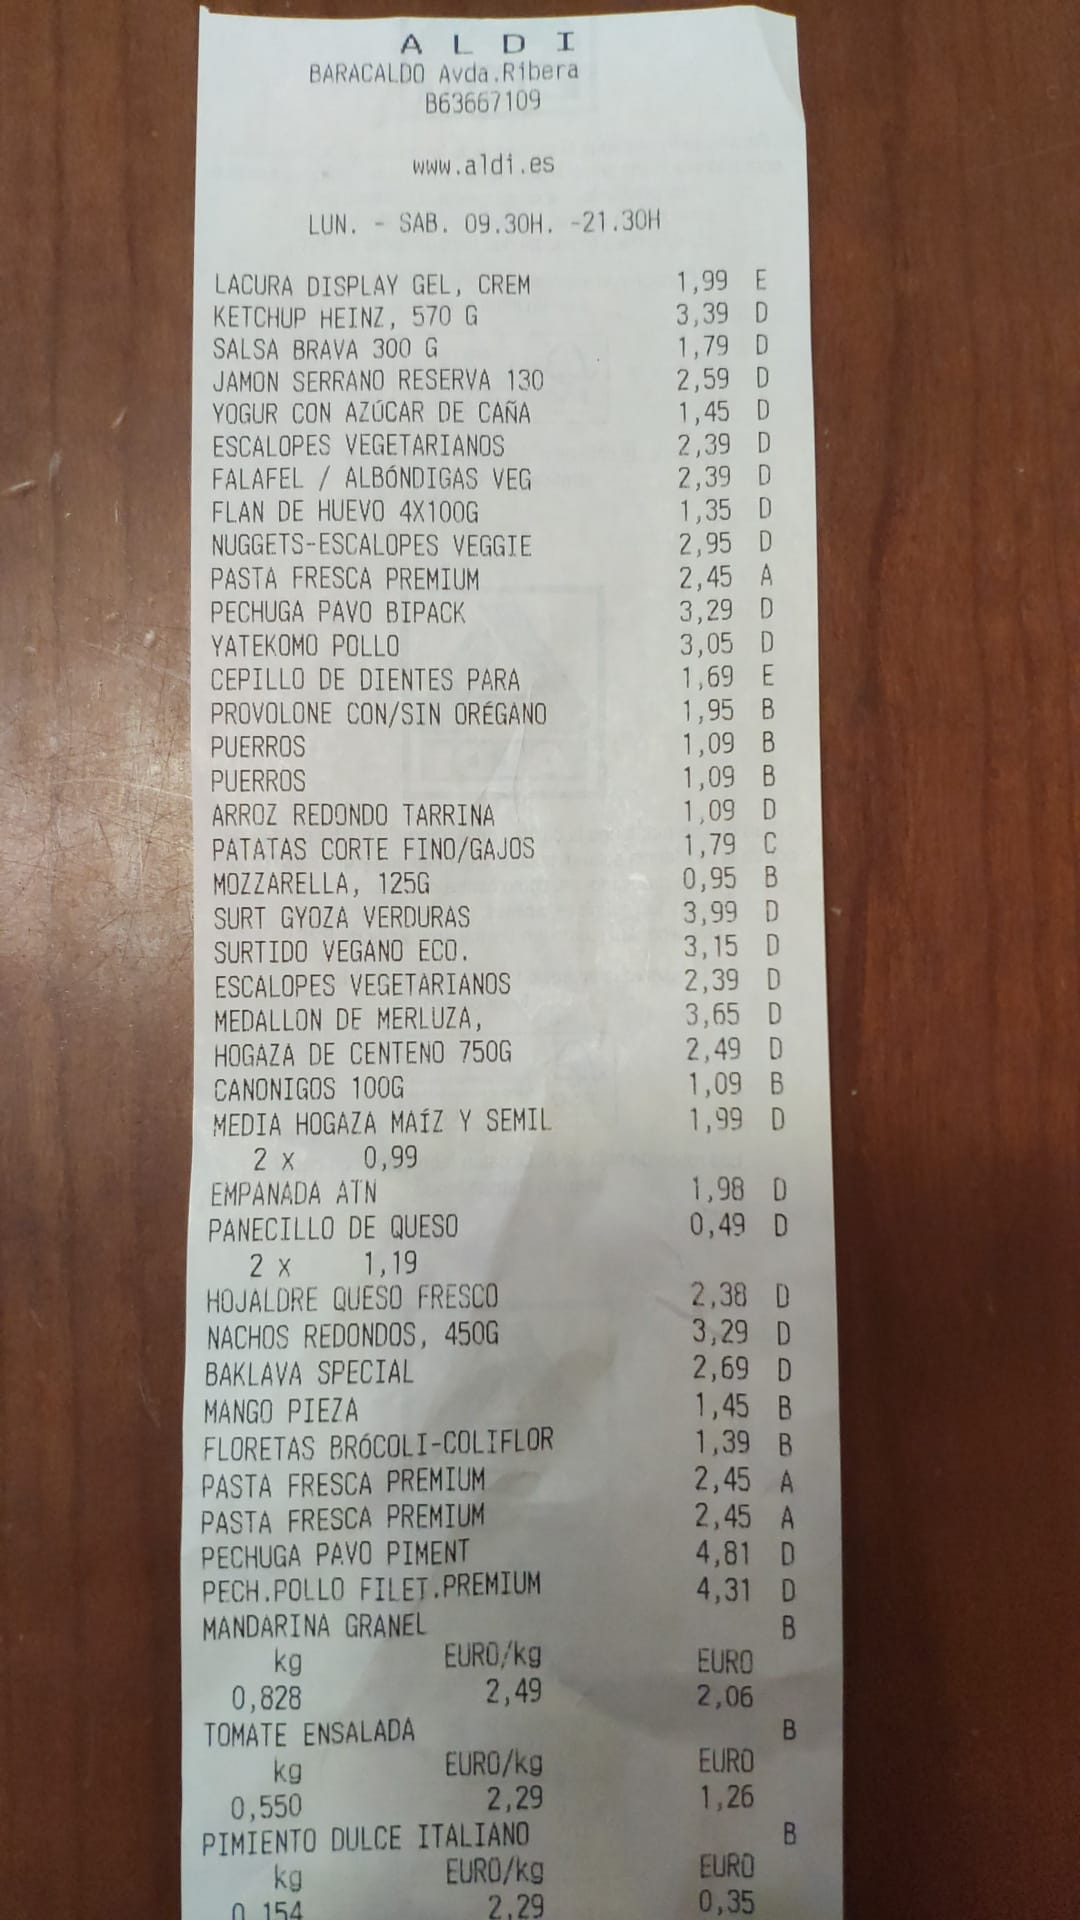 ALDI
BARACALDO Avda.Ribera
B63667109
www.aldi.es
LUN. - SAB. 09.30H. -21.30H
LACURA DISPLAY GEL, CREM 1,99 E
KETCHUP HEINZ, 570 G 3,39 D
SALSA BRAVA 300 G 1,79 D
JAMON SERRANO RESERVA 130 2,59 D
YOGUR CON AZÚCAR DE CAÑA 1,45 D
ESCALOPES VEGETARIANOS 2,39 D
FALAFEL / ALBÓNDIGAS VEG 2,39 D
FLAN DE HUEVO 4X100G 1,35 D
NUGGETS-ESCALOPES VEGGIE 2,95 D
PASTA FRESCA PREMIUM 2,45 A
PECHUGA PAVO BIPACK 3,29 D
YATEKOMO POLLO 3,05 D
CEPILLO DE DIENTES PARA 1,69 E
PROVOLONE CON/SIN ORÉGANO 1,95 B
PUERROS 1,09 B
PUERROS 1,09 B
ARROZ REDONDO TARRINA 1,09 D
PATATAS CORTE FINO/GAJOS 1,79 C
MOZZARELLA, 125G 0,95 B
SURT GYOZA VERDURAS 3,99 D
SURTIDO VEGANO ECO. 3,15 D
ESCALOPES VEGETARIANOS 2,39 D
MEDALLON DE MERLUZA, 3,65 D
HOGAZA DE CENTENO 750G 2,49 D
CANONIGOS 100G 1,09 B
MEDIA HOGAZA MAÍZ Y SEMIL 1,99 D
2 x 0,99
EMPANADA ATN 1,98 D
PANECILLO DE QUESO 0,49 D
2 x 1,19
HOJALDRE QUESO FRESCO 2,38 D
NACHOS REDONDOS, 450G 3,29 D
BAKLAVA SPECIAL 2,69 D
MANGO PIEZA 1,45 B
FLORETAS BRÓCOLI-COLIFLOR 1,39 B
PASTA FRESCA PREMIUM 2,45 A
PASTA FRESCA PREMIUM 2,45 A
PECHUGA PAVO PIMENT 4,81 D
PECH.POLLO FILET.PREMIUM 4,31 D
MANDARINA GRANEL B
kg EURO/kg EURO
0,828 2,49 2,06
TOMATE ENSALADA B
kg EURO/kg EURO
0,550 2,29 1,26
PIMIENTO DULCE ITALIANO B
kg EURO/kg EURO
0,154 2,29 0,35